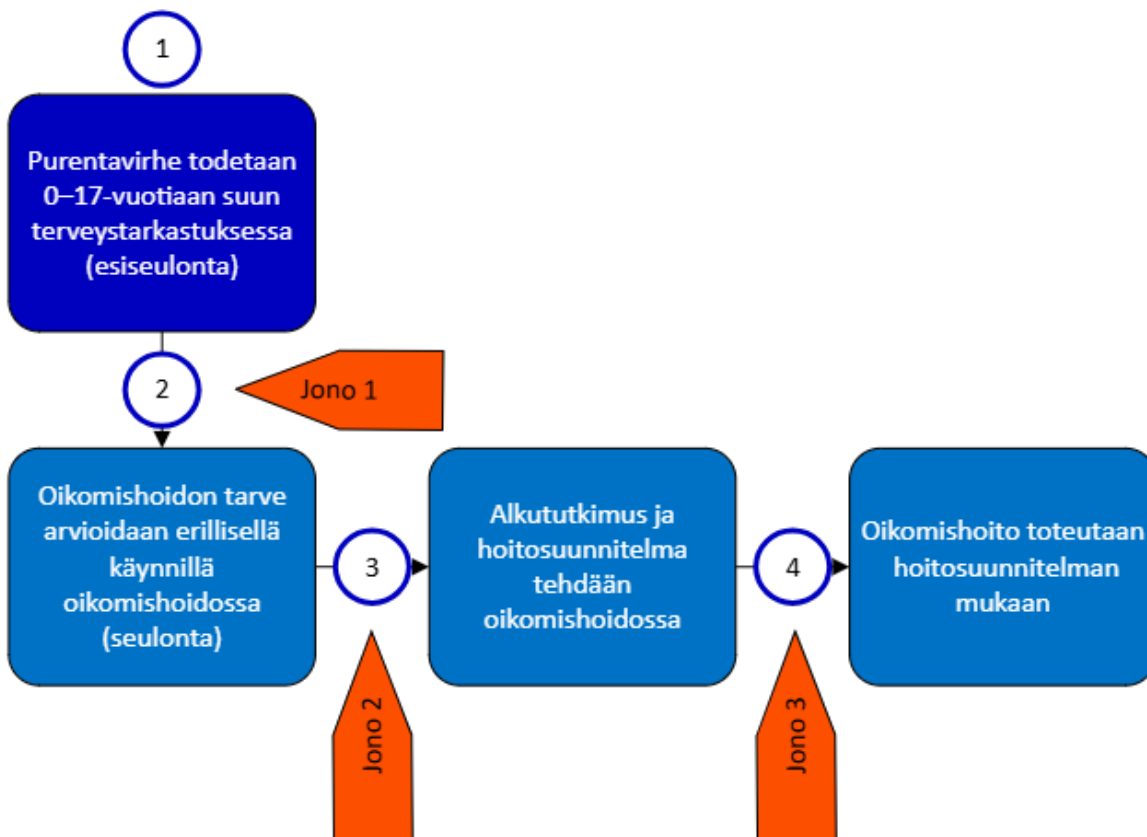 1
Purentavirhe todetaan
0–17-vuotiaan suun
terveystarkastuksessa
(esiseulonta)
2
Jono 1
Oikomishoidon tarve
arvioidaan erillisellä
käynnillä
oikomishoidossa
(seulonta)
3
Jono 2
Alkututkimus ja
hoitosuunnitelma
tehdään
oikomishoidossa
4
Jono 3
Oikomishoito toteutaan
hoitosuunnitelman
mukaan